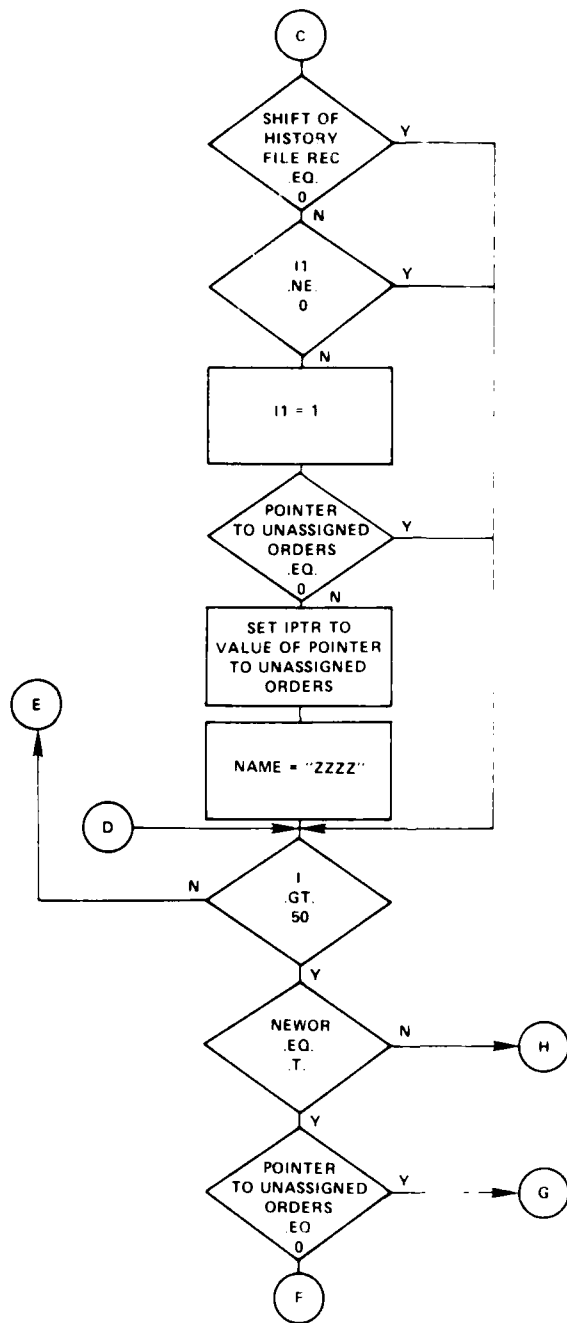 C
SHIFT OF
HISTORY
FILE REC
.EQ.
0
Y
N
I1
.NE.
0
Y
N
I1 = 1
POINTER
TO UNASSIGNED
ORDERS
.EQ.
0
Y
N
SET IPTR TO
VALUE OF POINTER
TO UNASSIGNED
ORDERS
E
NAME = "ZZZZ"
D
N
I
.GT.
50
Y
NEWOR
.EQ.
.T.
N
H
Y
POINTER
TO UNASSIGNED
ORDERS
.EQ
0
Y
G
F